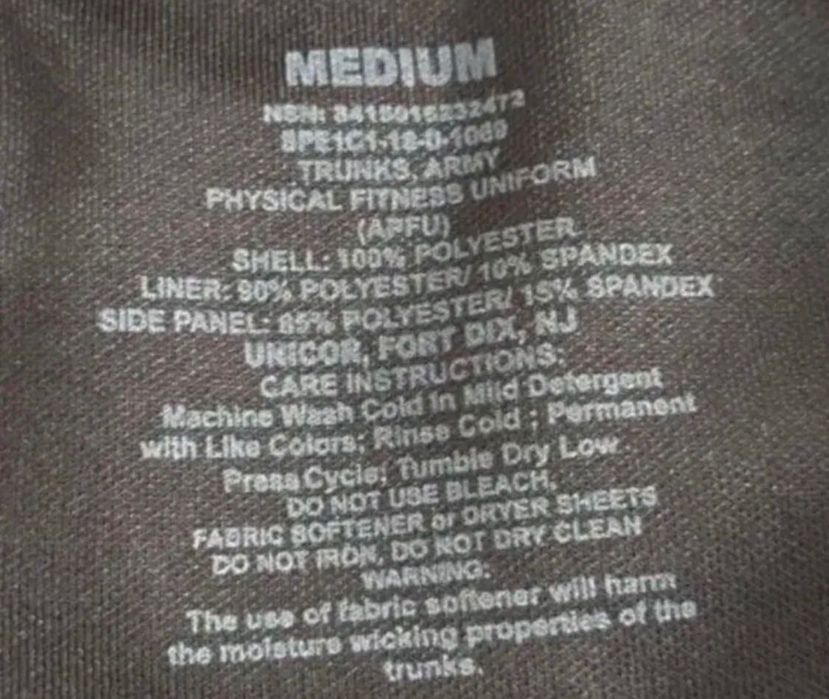 MEDIUM
NSN:
SPE1C1-18-D-1069
TRUNKS, ARMY
PHYSICAL FITNESS UNIFORM
(APFU)
SHELL: 100% POLYESTER
LINER: 90% POLYESTER/ 10% SPANDEX
SIDE PANEL: 85% POLYESTER/ 15% SPANDEX
UNICOR, FORT DIX, NJ
CARE INSTRUCTIONS:
Machine Wash Cold in Mild Detergent
with Like Colors; Rinse Cold ; Permanent
Press Cycle; Tumble Dry Low
DO NOT USE BLEACH,
FABRIC SOFTENER or DRYER SHEETS
DO NOT IRON, DO NOT DRY CLEAN
WARNING:
The use of fabric softener will harm
the moisture wicking properties of the
trunks.